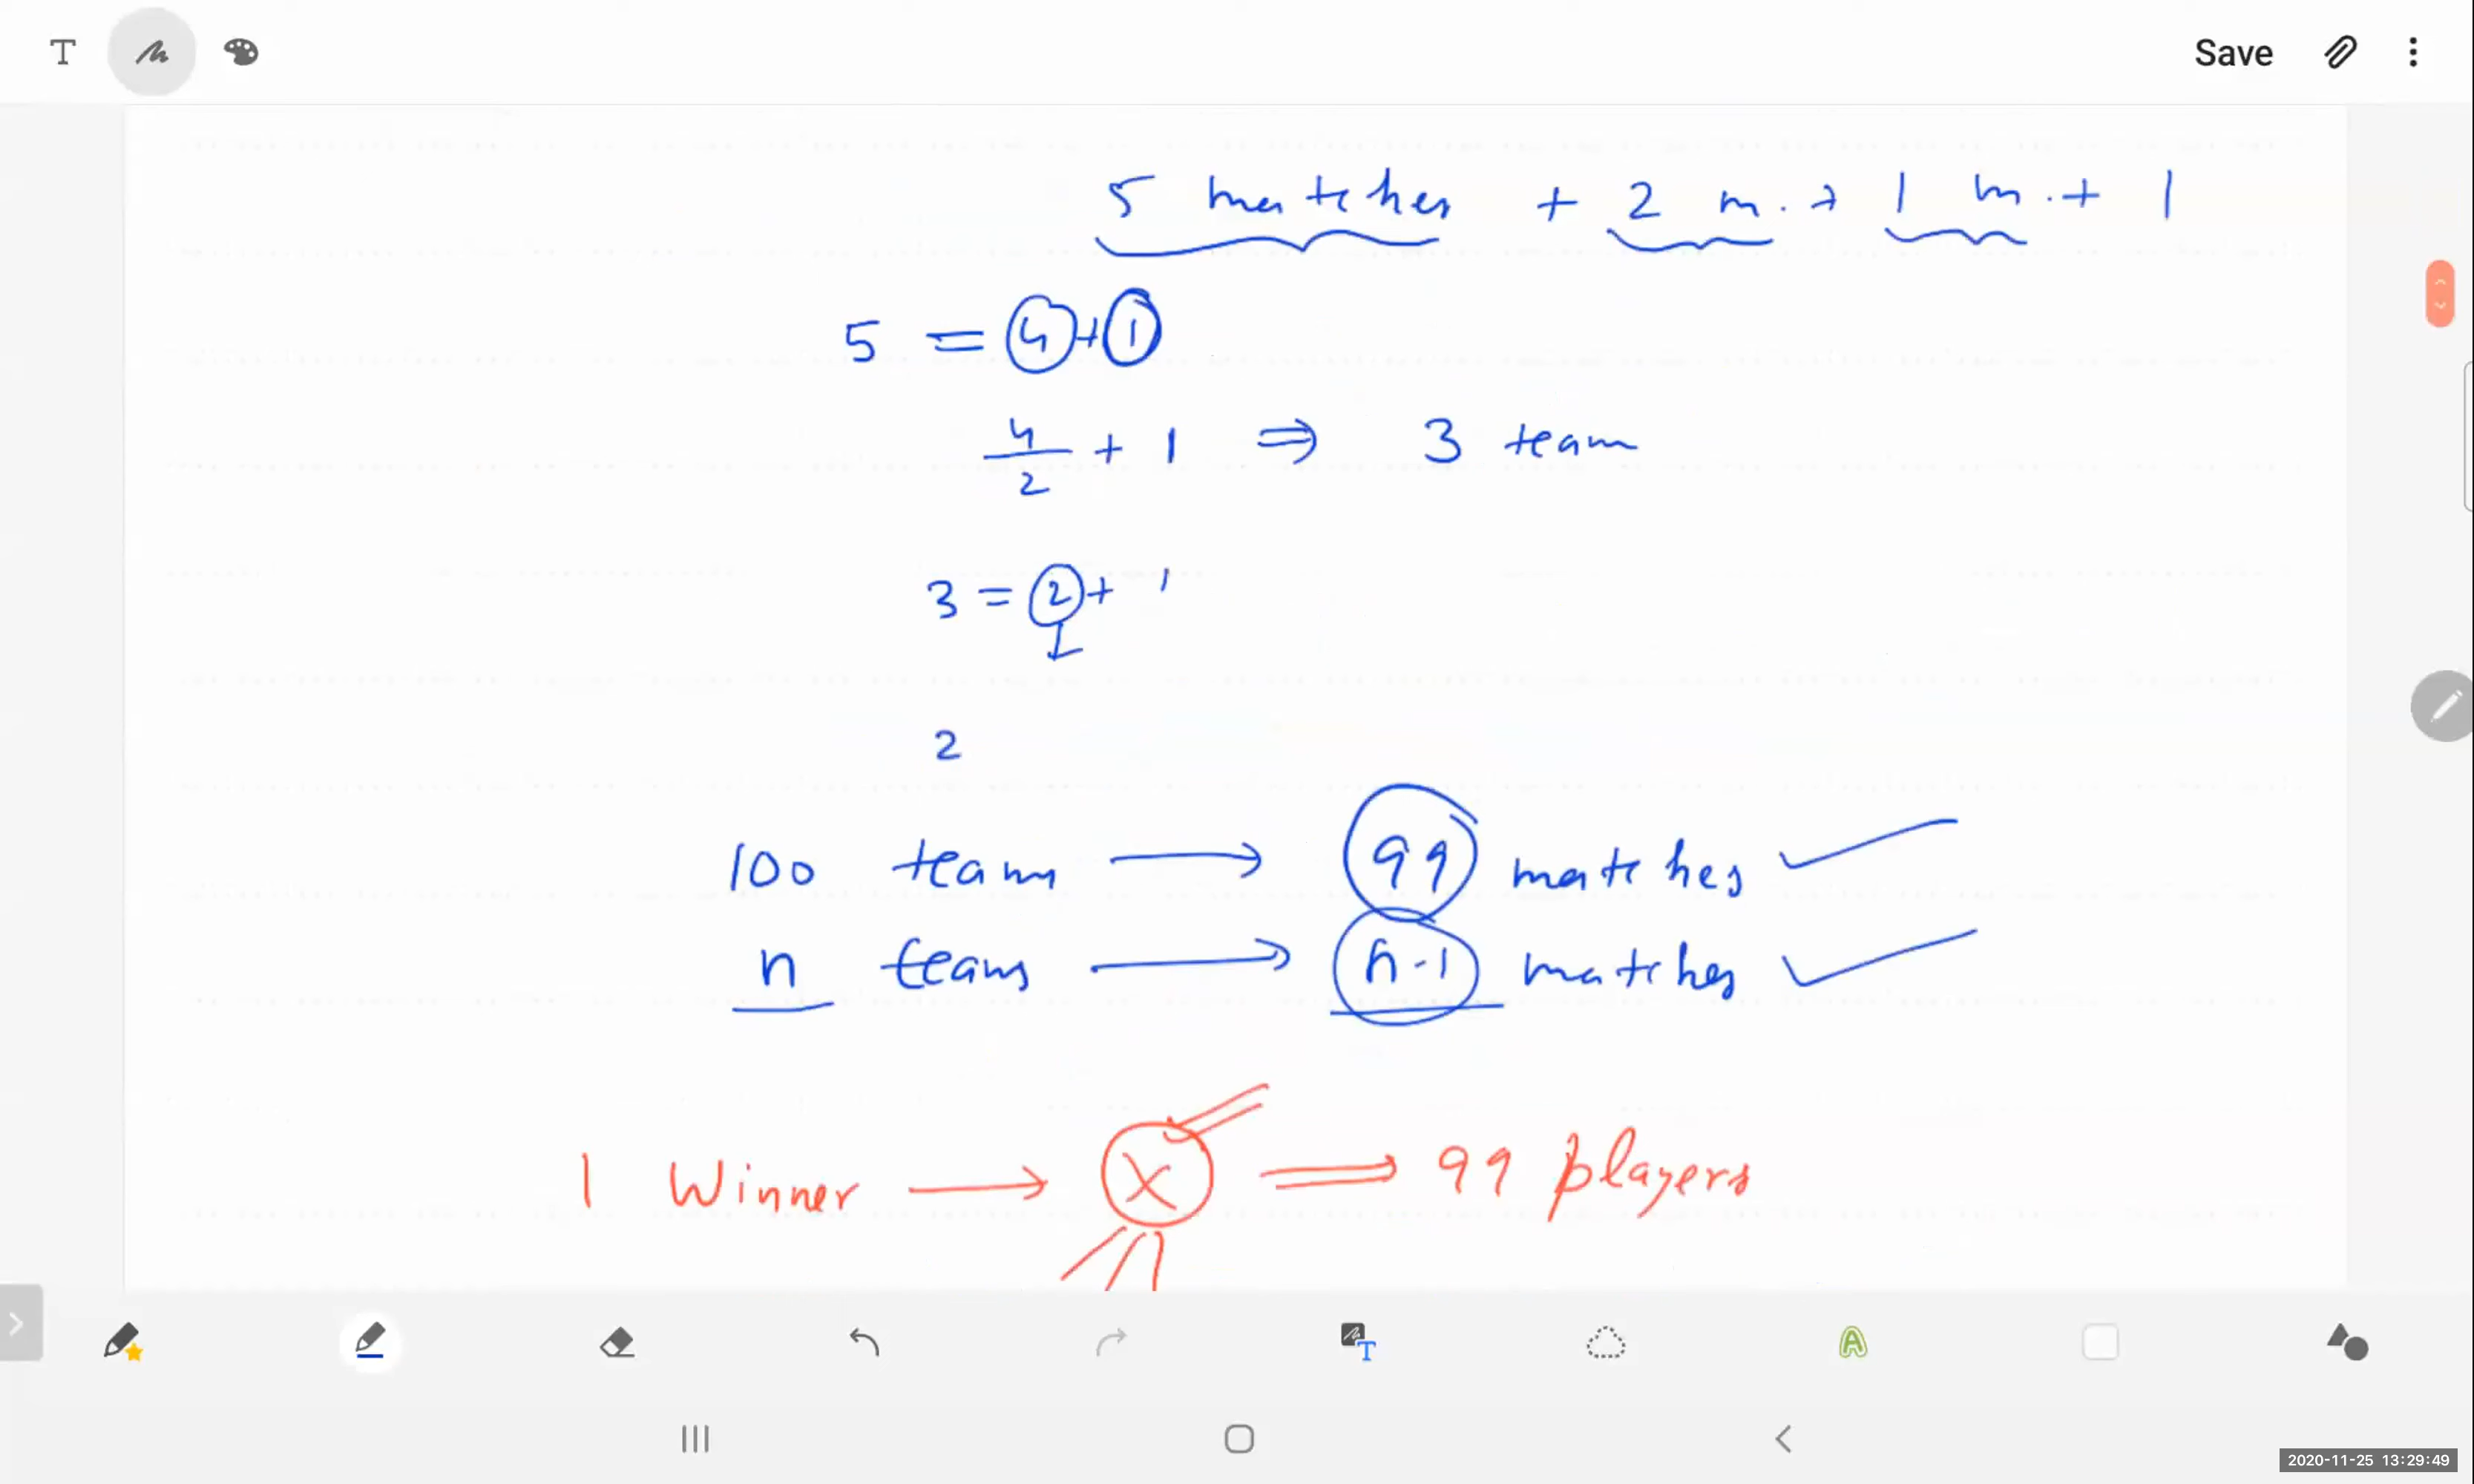 T Save
5 matches + 2 m. + 1 m. + 1
5 = 4 + 1
4/2 + 1 ⇒ 3 team
3 = 2 + 1
1
2
100 team → 99 matches ✓
n teams → n-1 matches ✓
1 Winner → X ⇒ 99 players
T A
2020-11-25 13:29:49